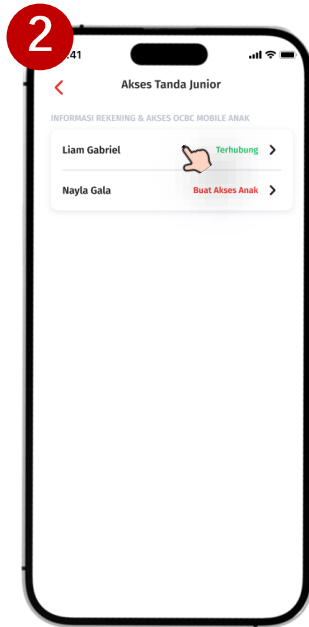 2
:41
Akses Tanda Junior
INFORMASI REKENING & AKSES OCBC MOBILE ANAK
Liam Gabriel Terhubung
Nayla Gala Buat Akses Anak